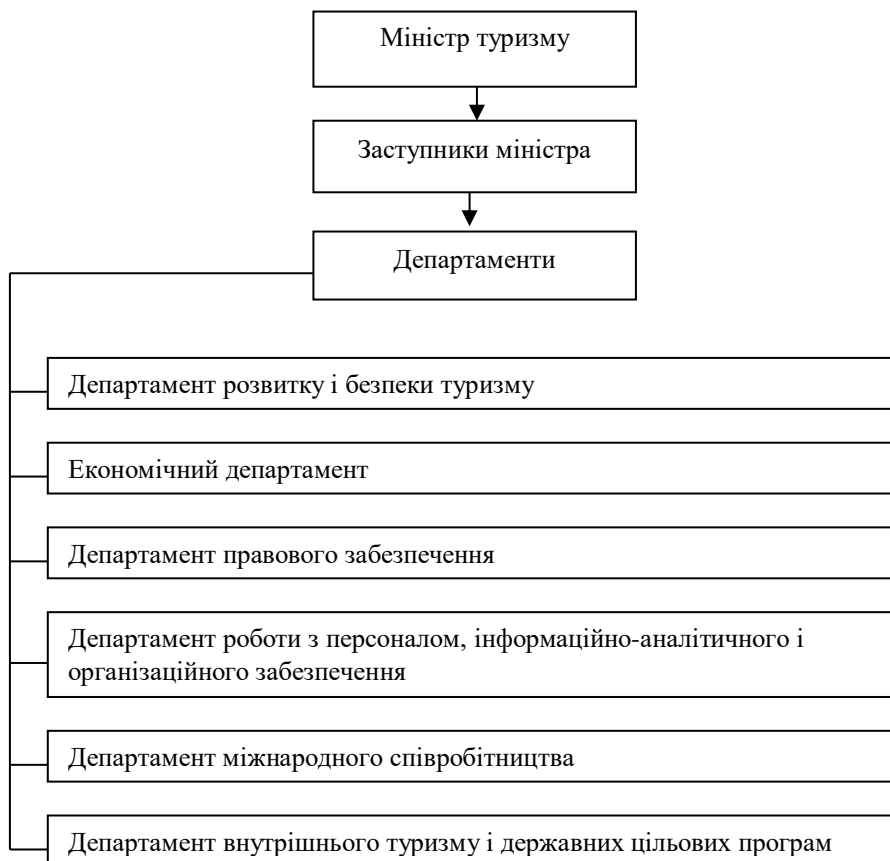 Міністр туризму
Заступники міністра
Департаменти
Департамент розвитку і безпеки туризму
Економічний департамент
Департамент правового забезпечення
Департамент роботи з персоналом, інформаційно-аналітичного і
організаційного забезпечення
Департамент міжнародного співробітництва
Департамент внутрішнього туризму і державних цільових програм